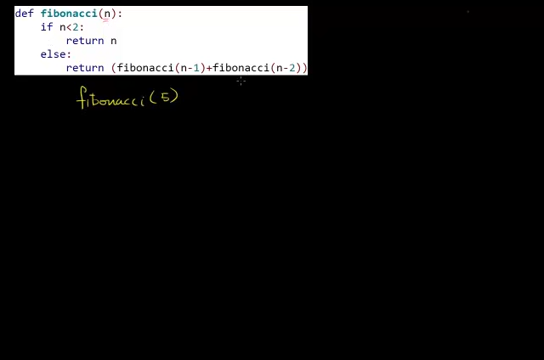 def fibonacci(n):
    if n<2:
        return n
    else:
        return (fibonacci(n-1)+fibonacci(n-2))
fibonacci(5)